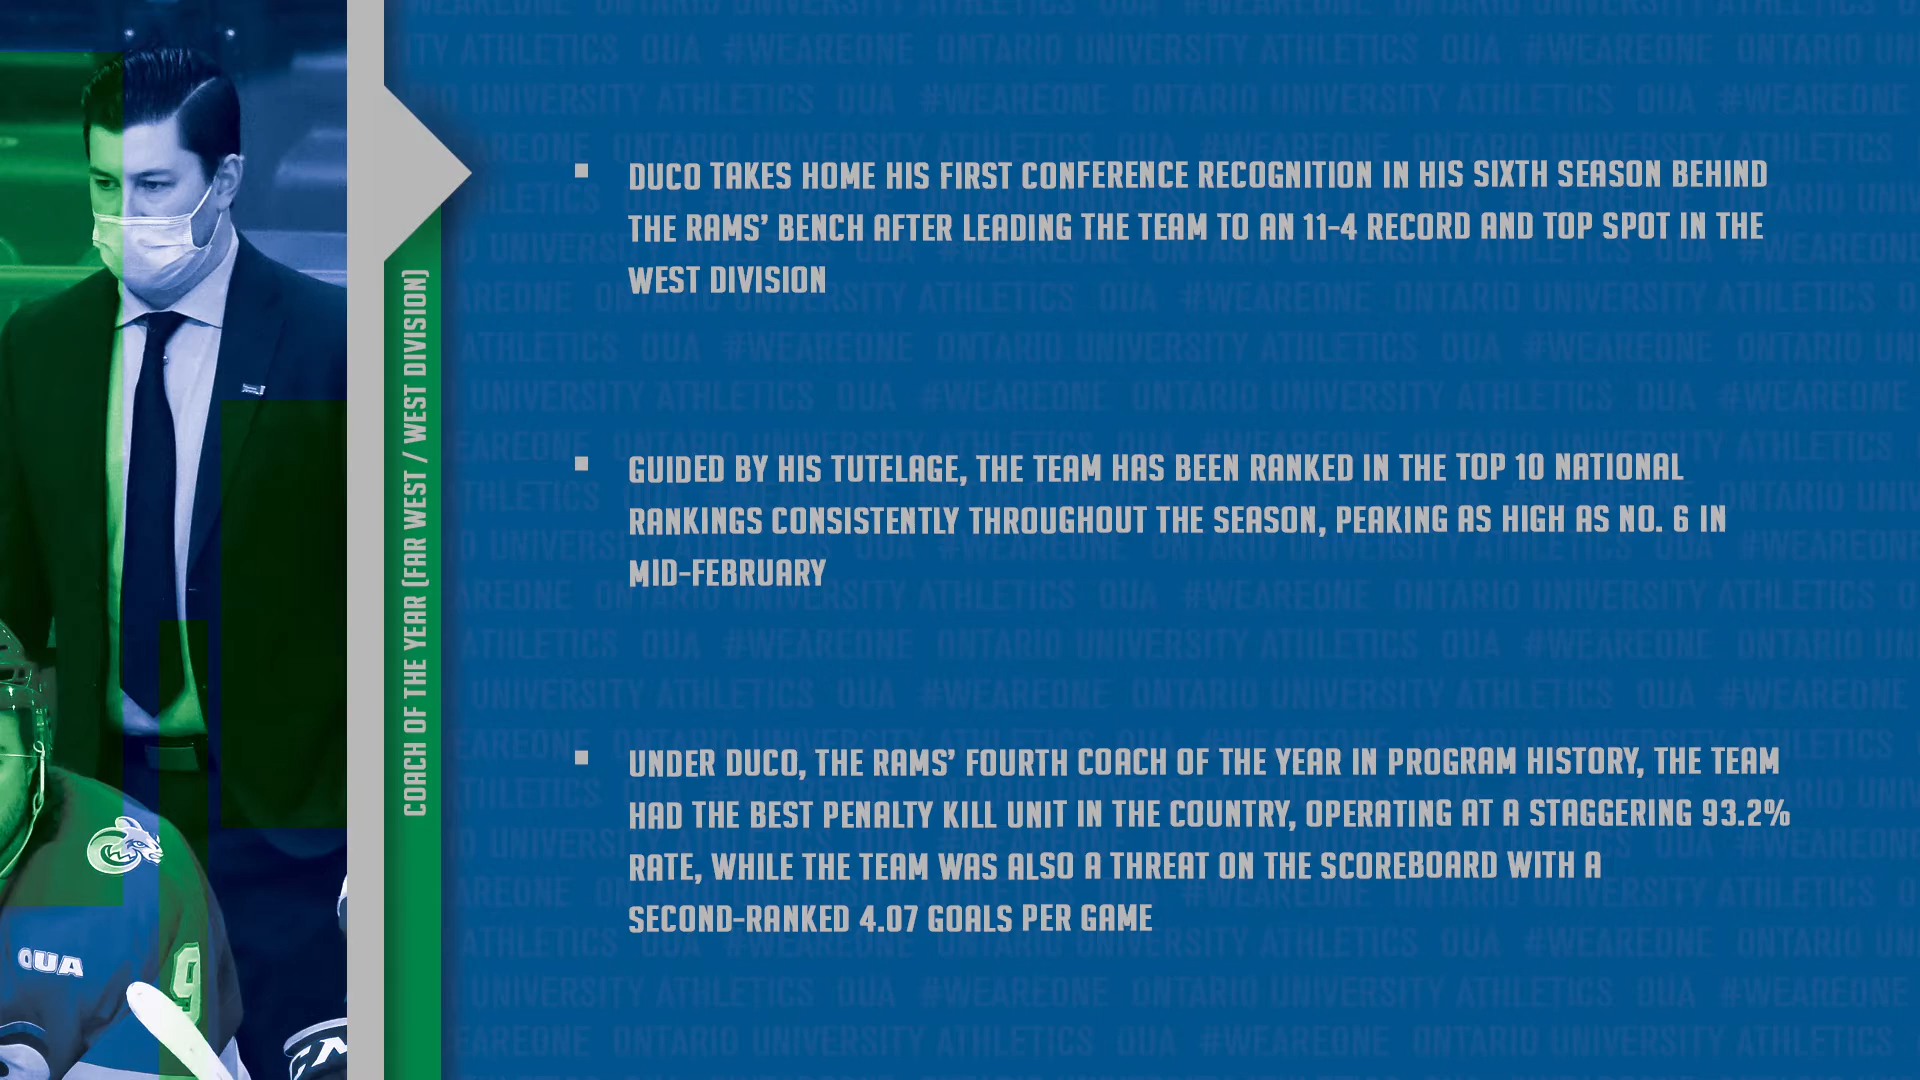 DUCO TAKES HOME HIS FIRST CONFERENCE RECOGNITION IN HIS SIXTH SEASON BEHIND
THE RAMS’ BENCH AFTER LEADING THE TEAM TO AN 11-4 RECORD AND TOP SPOT IN THE
WEST DIVISION
GUIDED BY HIS TUTELAGE, THE TEAM HAS BEEN RANKED IN THE TOP 10 NATIONAL
RANKINGS CONSISTENTLY THROUGHOUT THE SEASON, PEAKING AS HIGH AS NO. 6 IN
MID-FEBRUARY
UNDER DUCO, THE RAMS’ FOURTH COACH OF THE YEAR IN PROGRAM HISTORY, THE TEAM
HAD THE BEST PENALTY KILL UNIT IN THE COUNTRY, OPERATING AT A STAGGERING 93.2%
RATE, WHILE THE TEAM WAS ALSO A THREAT ON THE SCOREBOARD WITH A
SECOND-RANKED 4.07 GOALS PER GAME
COACH OF THE YEAR (FAR WEST / WEST DIVISION)
OUA
9